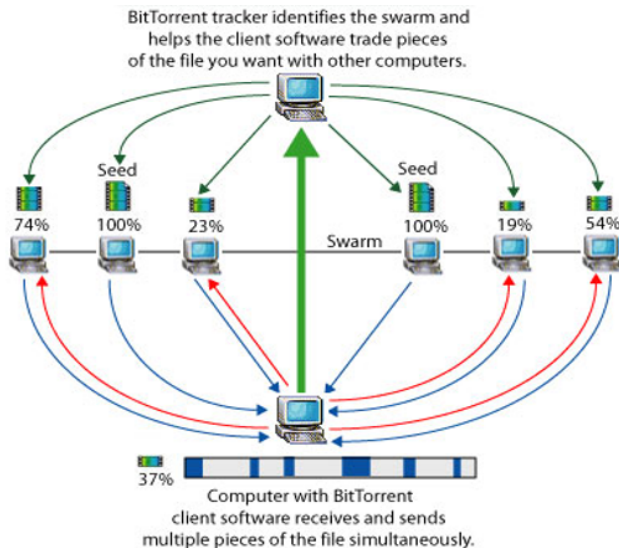 BitTorrent tracker identifies the swarm and
helps the client software trade pieces
of the file you want with other computers.
Seed
Seed
74%
100%
23%
100%
19%
54%
Swarm
37%
Computer with BitTorrent
client software receives and sends
multiple pieces of the file simultaneously.